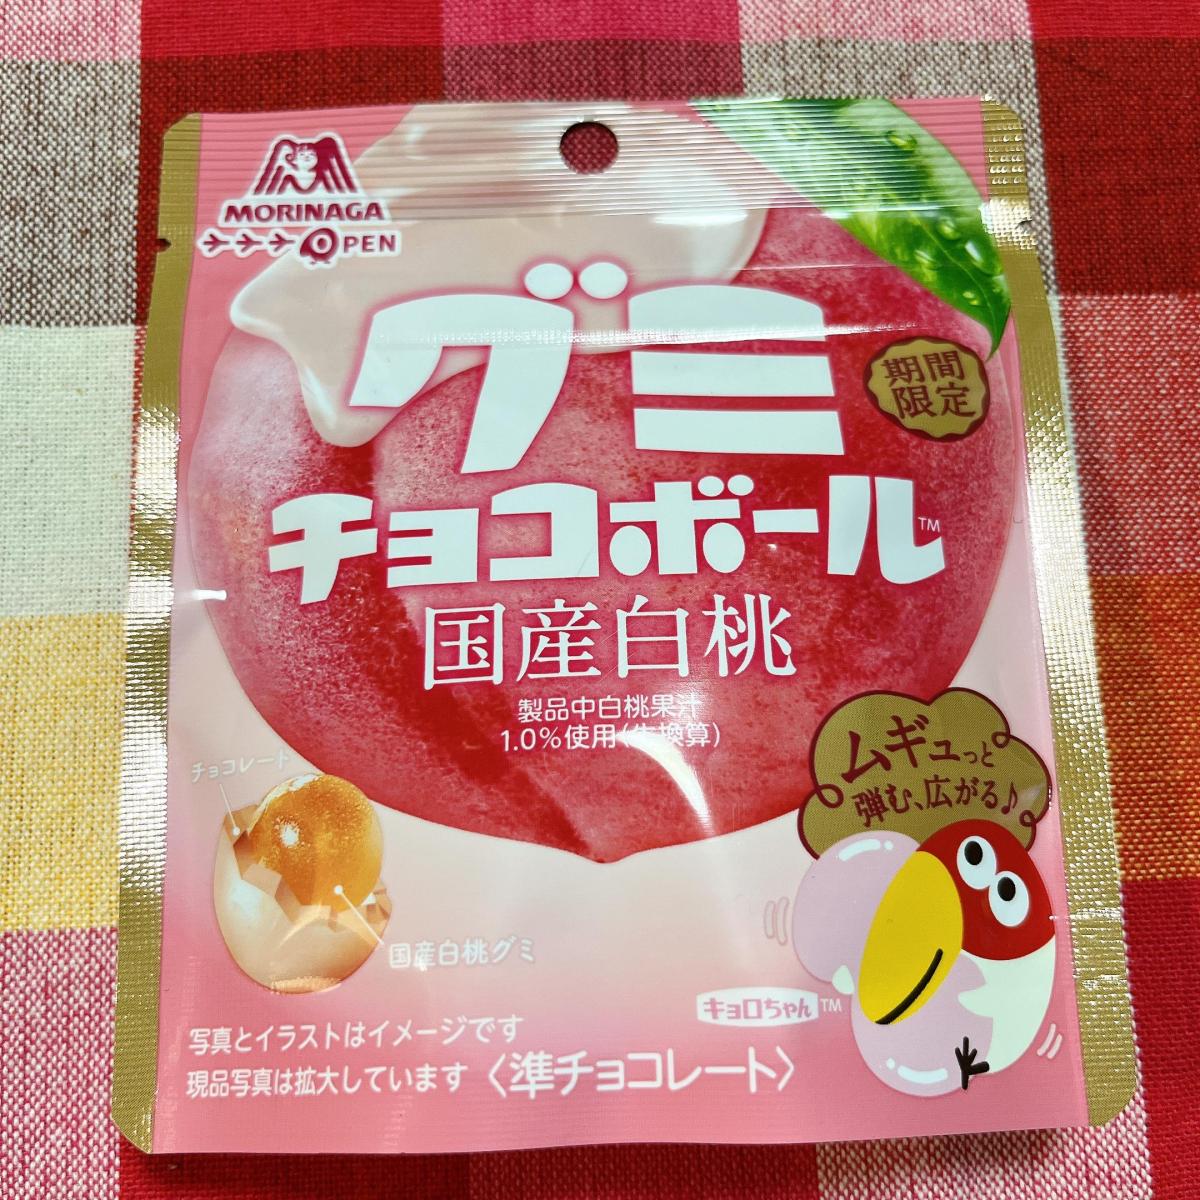 MORINAGA
OPEN
グミ
期間
限定
チョコボール™
国産白桃
製品中白桃果汁
1.0%使用(生換算)
チョコレート
ムギュっと
弾む、広がる♪
国産白桃グミ
キョロちゃん™
写真とイラストはイメージです
現品写真は拡大しています〈準チョコレート〉